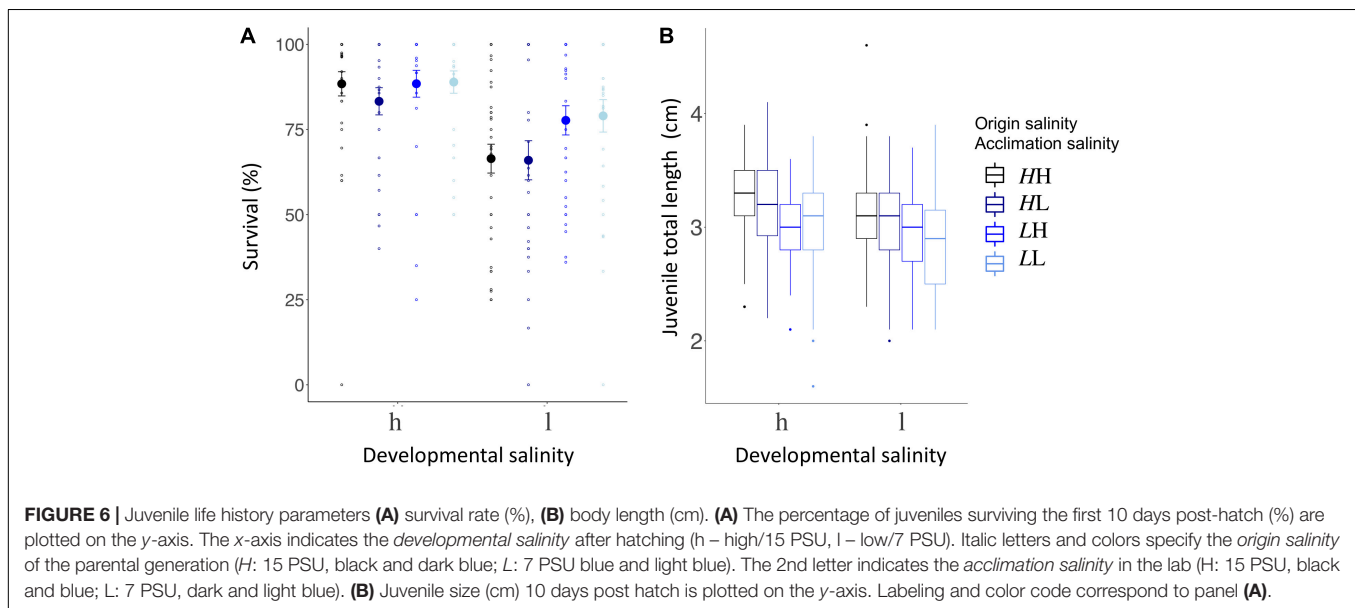 A
100
75
50
25
0
Survival (%)
h
l
Developmental salinity
B
4
3
2
Juvenile total length (cm)
h
l
Developmental salinity
Origin salinity
Acclimation salinity
HH
HL
LH
LL
FIGURE 6 | Juvenile life history parameters (A) survival rate (%), (B) body length (cm). (A) The percentage of juveniles surviving the first 10 days post-hatch (%) are
plotted on the y-axis. The x-axis indicates the developmental salinity after hatching (h – high/15 PSU, l – low/7 PSU). Italic letters and colors specify the origin salinity
of the parental generation (H: 15 PSU, black and dark blue; L: 7 PSU blue and light blue). The 2nd letter indicates the acclimation salinity in the lab (H: 15 PSU, black
and blue; L: 7 PSU, dark and light blue). (B) Juvenile size (cm) 10 days post hatch is plotted on the y-axis. Labeling and color code correspond to panel (A).